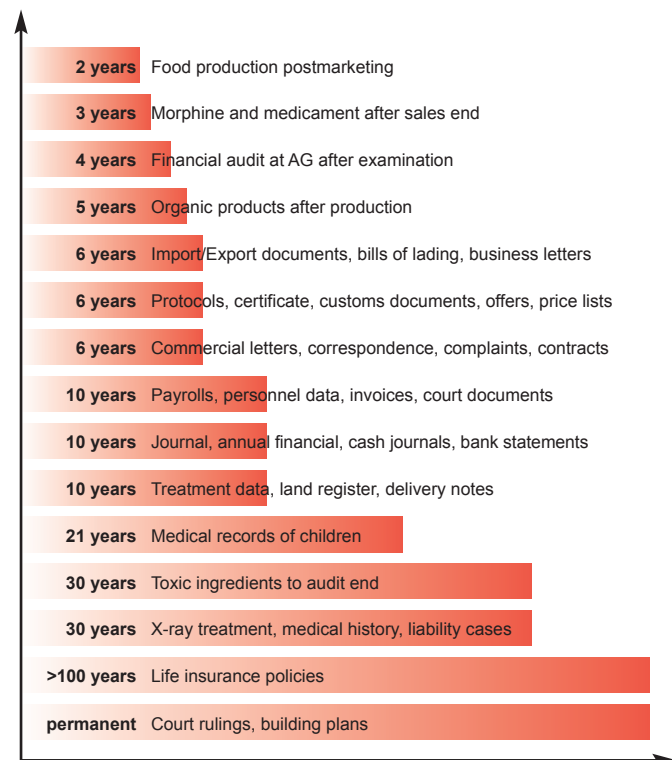 2 years Food production postmarketing
3 years Morphine and medicament after sales end
4 years Financial audit at AG after examination
5 years Organic products after production
6 years Import/Export documents, bills of lading, business letters
6 years Protocols, certificate, customs documents, offers, price lists
6 years Commercial letters, correspondence, complaints, contracts
10 years Payrolls, personnel data, invoices, court documents
10 years Journal, annual financial, cash journals, bank statements
10 years Treatment data, land register, delivery notes
21 years Medical records of children
30 years Toxic ingredients to audit end
30 years X-ray treatment, medical history, liability cases
>100 years Life insurance policies
permanent Court rulings, building plans